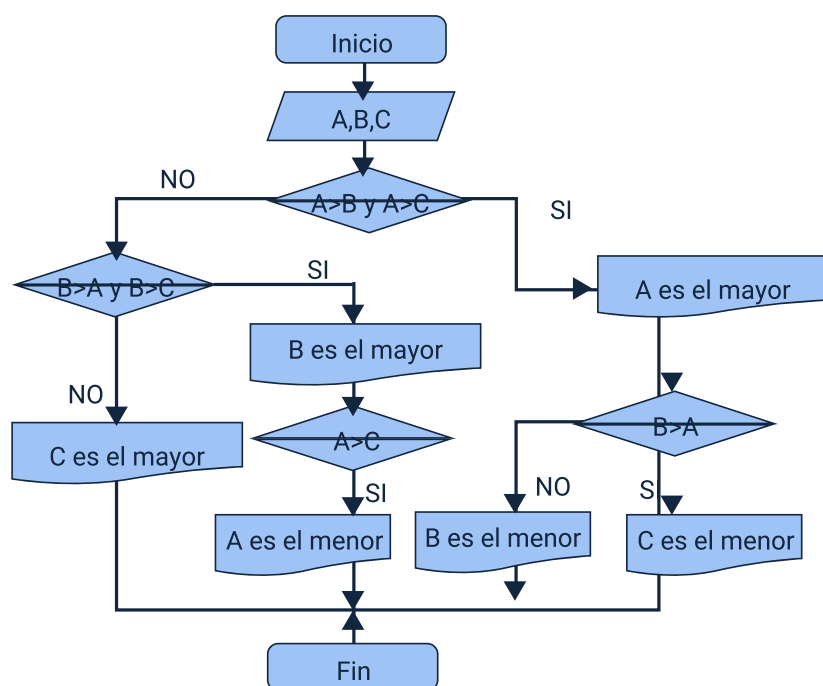 Inicio
A,B,C
NO
A>B y A>C
SI
B>A y B>C
SI
A es el mayor
B es el mayor
NO
B>A
A>C
C es el mayor
SI
NO
S
A es el menor
B es el menor
C es el menor
Fin